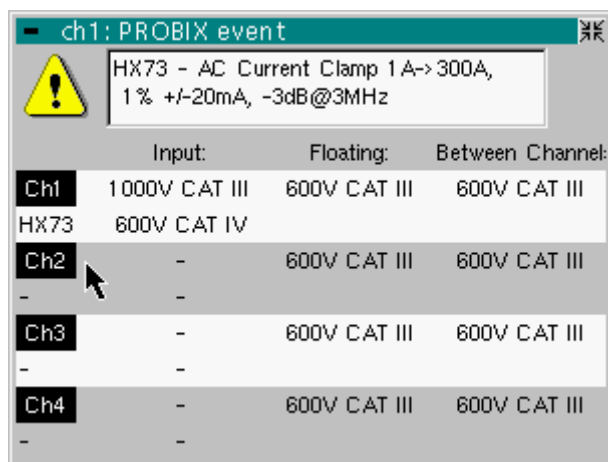 ch1: PROBIX event
HX73 - AC Current Clamp 1A->300A,
1% +/-20mA, -3dB@3MHz
Input: Floating: Between Channel:
Ch1 1000V CAT III 600V CAT III 600V CAT III
HX73 600V CAT IV
Ch2 - 600V CAT III 600V CAT III
- -
Ch3 - 600V CAT III 600V CAT III
- -
Ch4 - 600V CAT III 600V CAT III
- -